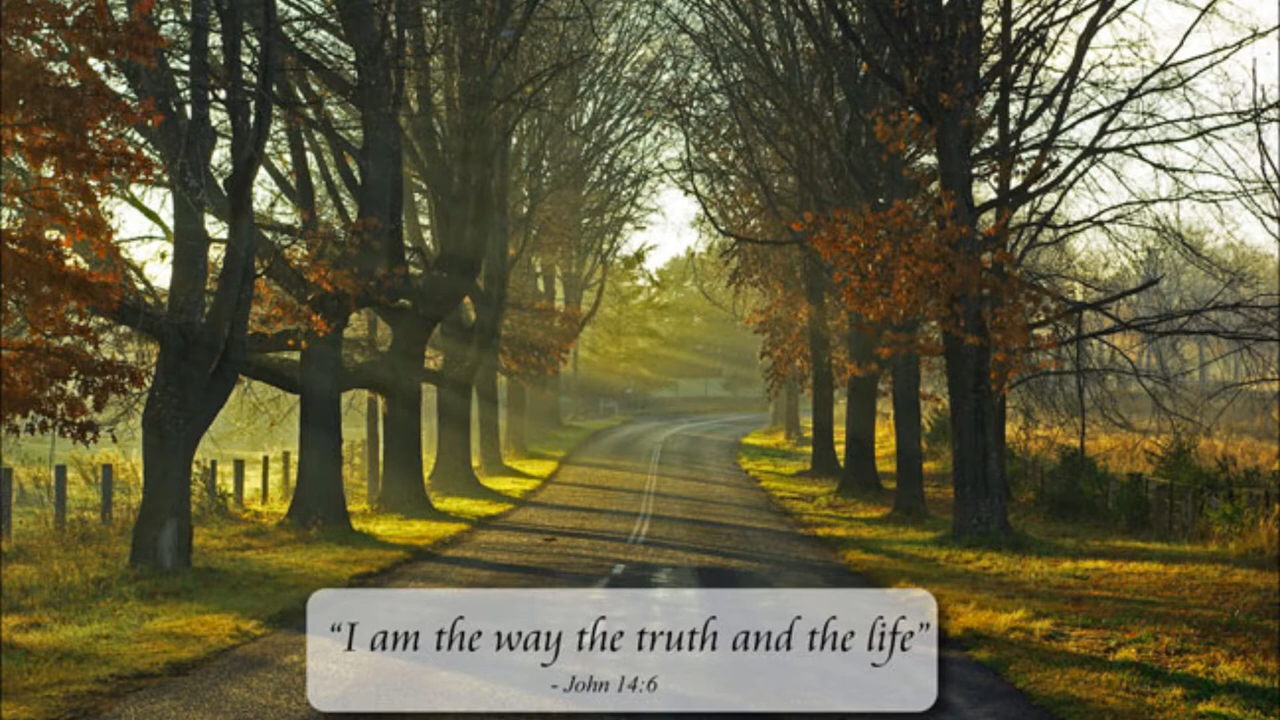 “I am the way the truth and the life”
- John 14:6